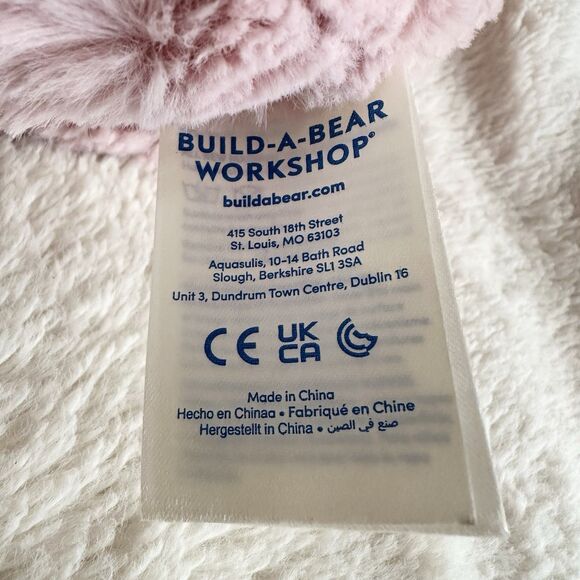 BUILD-A-BEAR
WORKSHOP®
buildabear.com
415 South 18th Street
St. Louis, MO 63103
Aquasulis, 10-14 Bath Road
Slough, Berkshire SL1 3SA
Unit 3, Dundrum Town Centre, Dublin 16
CE UK CA
Made in China
Hecho en Chinaa • Fabriqué en Chine
Hergestellt in China • صنع في الصين